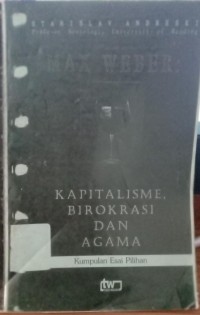 STANISLAV ANDRESKI
MAX WEBER:
KAPITALISME,
BIROKRASI
DAN
AGAMA
Kumpulan Esai Pilihan
tw